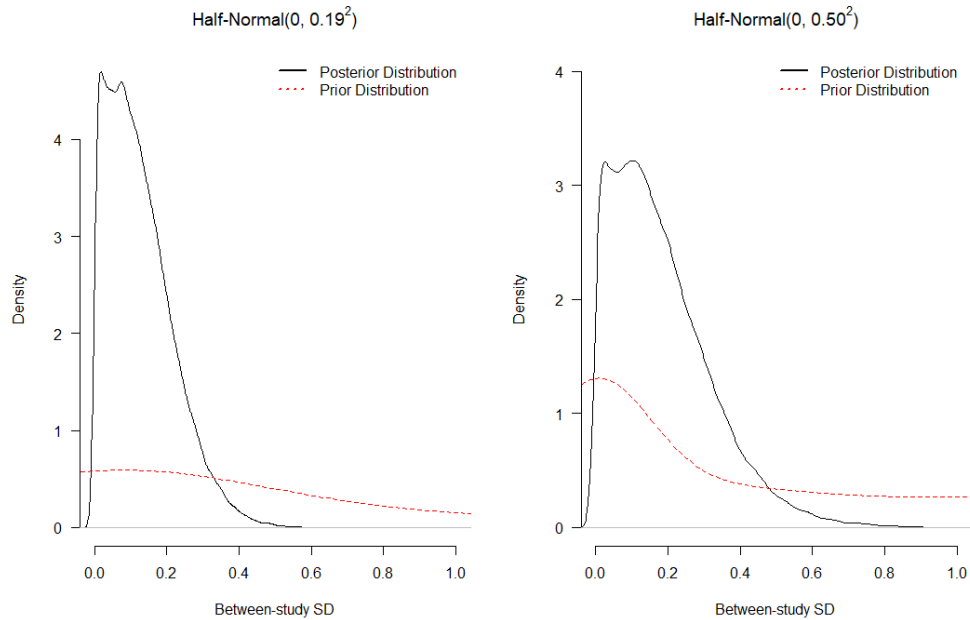 Half-Normal(0, 0.19²)
Posterior Distribution
Prior Distribution
4
3
2
1
0
Density
0.0 0.2 0.4 0.6 0.8 1.0
Between-study SD
Half-Normal(0, 0.50²)
Posterior Distribution
Prior Distribution
4
3
2
1
0
Density
0.0 0.2 0.4 0.6 0.8 1.0
Between-study SD